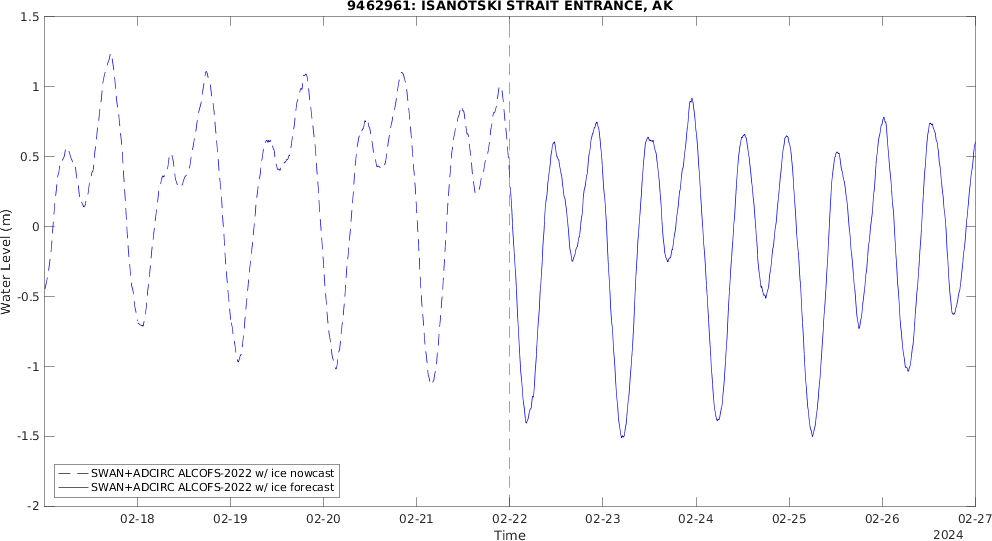 9462961: ISANOTSKI STRAIT ENTRANCE, AK
1.5
1
0.5
0
-0.5
-1
-1.5
-2
Water Level (m)
SWAN+ADCIRC ALCOFS-2022 w/ ice nowcast
SWAN+ADCIRC ALCOFS-2022 w/ ice forecast
02-18 02-19 02-20 02-21 02-22 02-23 02-24 02-25 02-26 02-27
Time
2024